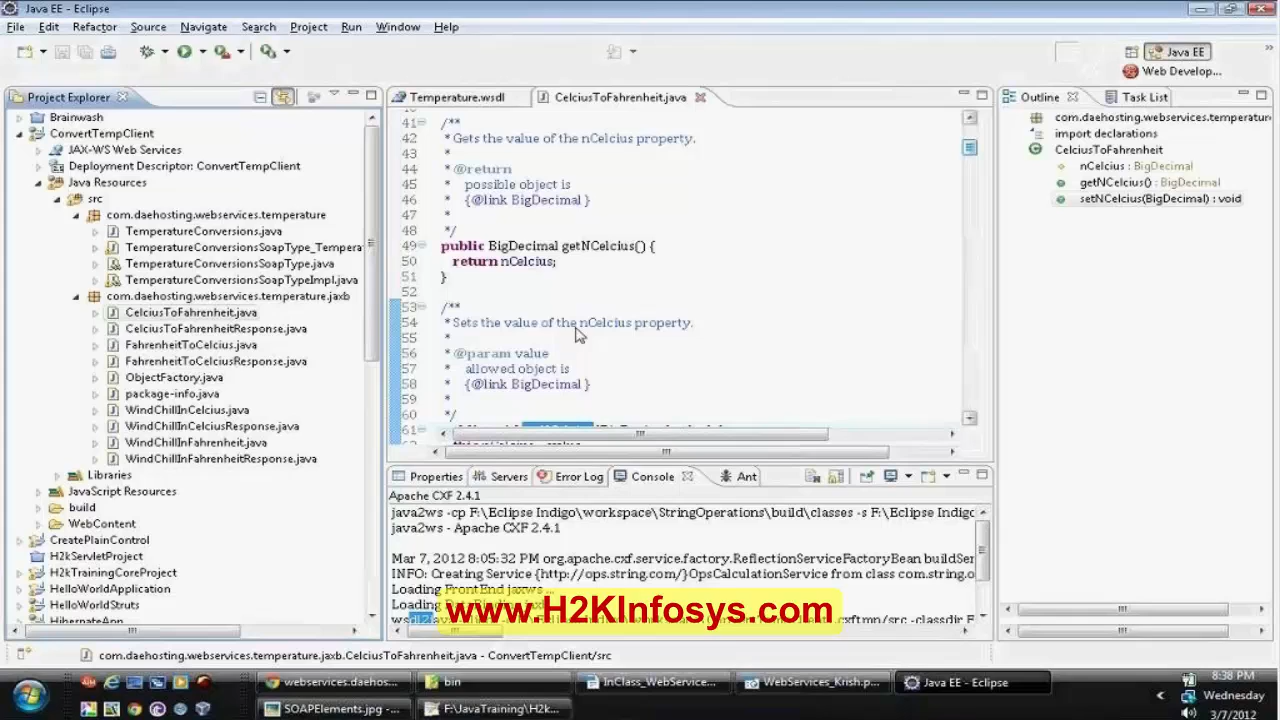 Java EE - Eclipse
File Edit Refactor Source Navigate Search Project Run Window Help
Java EE
Web Develop...
Project Explorer
Brainwash
ConvertTempClient
JAX-WS Web Services
Deployment Descriptor: ConvertTempClient
Java Resources
src
com.daehosting.webservices.temperature
TemperatureConversions.java
TemperatureConversionsSoapType_Tempera
TemperatureConversionsSoapType.java
TemperatureConversionsSoapTypeImpl.java
com.daehosting.webservices.temperature.jaxb
CelciusToFahrenheit.java
CelciusToFahrenheitResponse.java
FahrenheitToCelcius.java
FahrenheitToCelciusResponse.java
ObjectFactory.java
package-info.java
WindChillInCelcius.java
WindChillInCelciusResponse.java
WindChillInFahrenheit.java
WindChillInFahrenheitResponse.java
Libraries
JavaScript Resources
build
WebContent
CreatePlainControl
H2kServletProject
H2kTrainingCoreProject
HelloWorldApplication
HelloWorldStruts
HibernateApp
Temperature.wsdl
CelciusToFahrenheit.java
41 /**
42 * Gets the value of the nCelcius property.
43 *
44 * @return
45 * possible object is
46 * {@link BigDecimal }
47 *
48 */
49 public BigDecimal getNCelcius() {
50 return nCelcius;
51 }
52
53 /**
54 * Sets the value of the nCelcius property.
55 *
56 * @param value
57 * allowed object is
58 * {@link BigDecimal }
59 *
60 */
61
Outline
Task List
com.daehosting.webservices.temperatur
import declarations
CelciusToFahrenheit
nCelcius : BigDecimal
getNCelcius() : BigDecimal
setNCelcius(BigDecimal) : void
Properties Servers Error Log Console Ant
Apache CXF 2.4.1
java2ws -cp F:\Eclipse Indigo\workspace\StringOperations\build\classes -s F:\Eclipse Indigo
java2ws - Apache CXF 2.4.1
Mar 7, 2012 8:05:32 PM org.apache.cxf.service.factory.ReflectionServiceFactoryBean buildSer
INFO: Creating Service {http://ops.string.com/}OpsCalculationService from class com.string.o
Loading FrontEnd jaxws ...
Loading
www.H2KInfosys.com
com.daehosting.webservices.temperature.jaxb.CelciusToFahrenheit.java - ConvertTempClient/src
webservices.daehos...
bin
InClass_WebService...
WebServices_Krish.p...
Java EE - Eclipse
SOAPElements.jpg - ...
F:\JavaTraining\H2k...
8:38 PM
Wednesday
3/7/2012